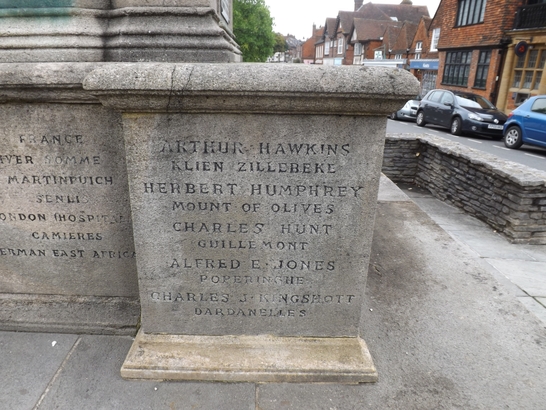 FRANCE
VER SOMME
MARTINPUICH
SENLIS
ONDON (HOSPITA
CAMIERES
ERMAN EAST AFRICA
ARTHUR HAWKINS
KLIEN ZILLEBEKE
HERBERT HUMPHREY
MOUNT OF OLIVES
CHARLES HUNT
GUILLEMONT
ALFRED E. JONES
POPERINGHE
CHARLES J. KINGSHOTT
DARDANELLES